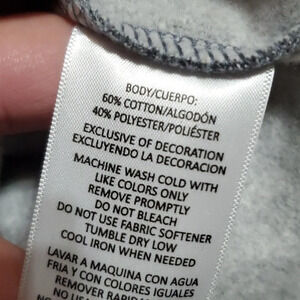 BODY/CUERPO:
60% COTTON/ALGODÓN
40% POLYESTER/POLIÉSTER
EXCLUSIVE OF DECORATION
EXCLUYENDO LA DECORACION
MACHINE WASH COLD WITH
LIKE COLORS ONLY
REMOVE PROMPTLY
DO NOT BLEACH
DO NOT USE FABRIC SOFTENER
TUMBLE DRY LOW
COOL IRON WHEN NEEDED
LAVAR A MAQUINA CON AGUA
FRIA Y CON COLORES IGUALES
REMOVER RAPIDAMENTE